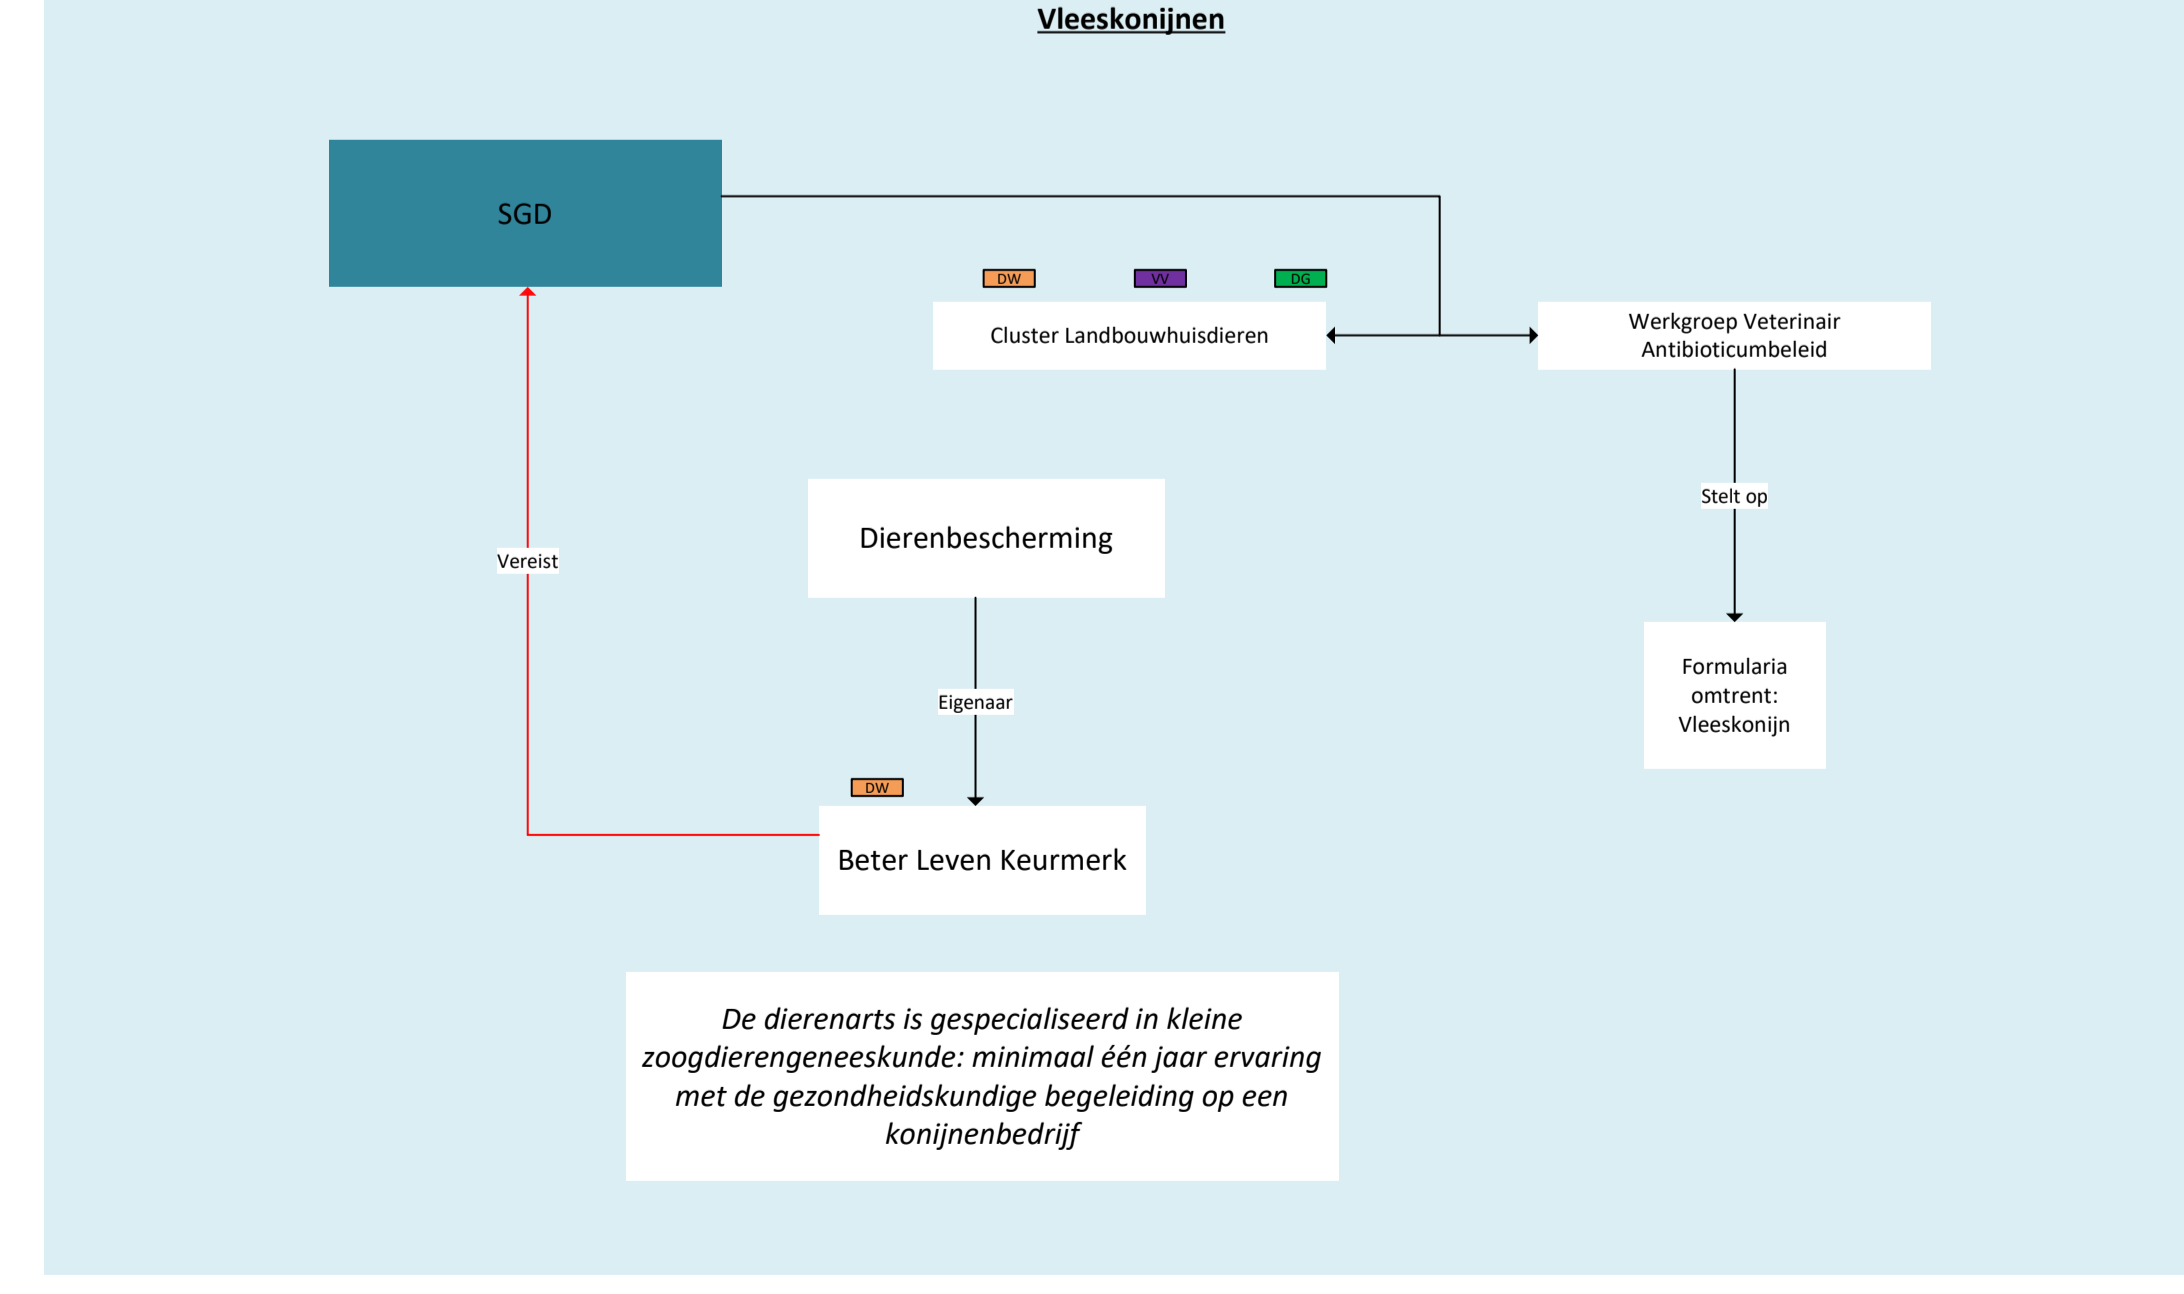 Vleeskonijnen
SGD
DW
VV
DG
Cluster Landbouwhuisdieren
Werkgroep Veterinair
Antibioticumbeleid
Stelt op
Dierenbescherming
Vereist
Formularia
omtrent:
Vleeskonijn
Eigenaar
DW
Beter Leven Keurmerk
De dierenarts is gespecialiseerd in kleine
zoogdierengeneeskunde: minimaal één jaar ervaring
met de gezondheidskundige begeleiding op een
konijnenbedrijf